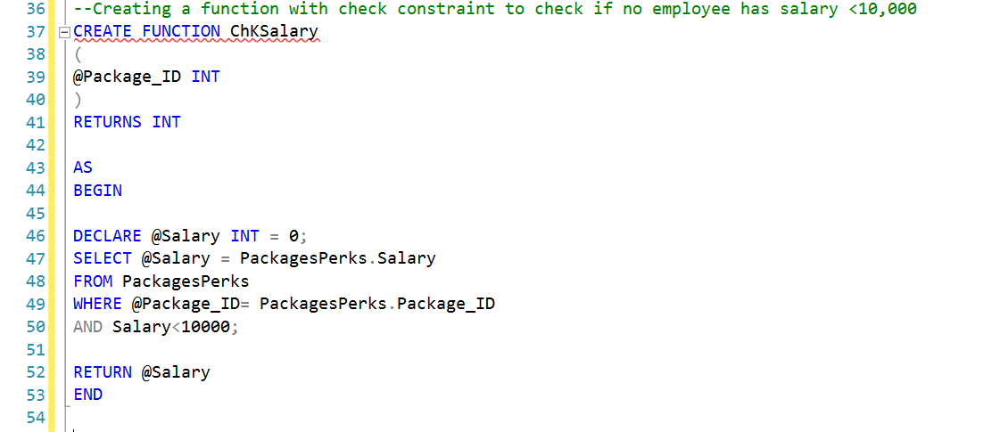 36 --Creating a function with check constraint to check if no employee has salary <10,000
37 CREATE FUNCTION ChKSalary
38 (
39 @Package_ID INT
40 )
41 RETURNS INT
42
43 AS
44 BEGIN
45
46 DECLARE @Salary INT = 0;
47 SELECT @Salary = PackagesPerks.Salary
48 FROM PackagesPerks
49 WHERE @Package_ID= PackagesPerks.Package_ID
50 AND Salary<10000;
51
52 RETURN @Salary
53 END
54